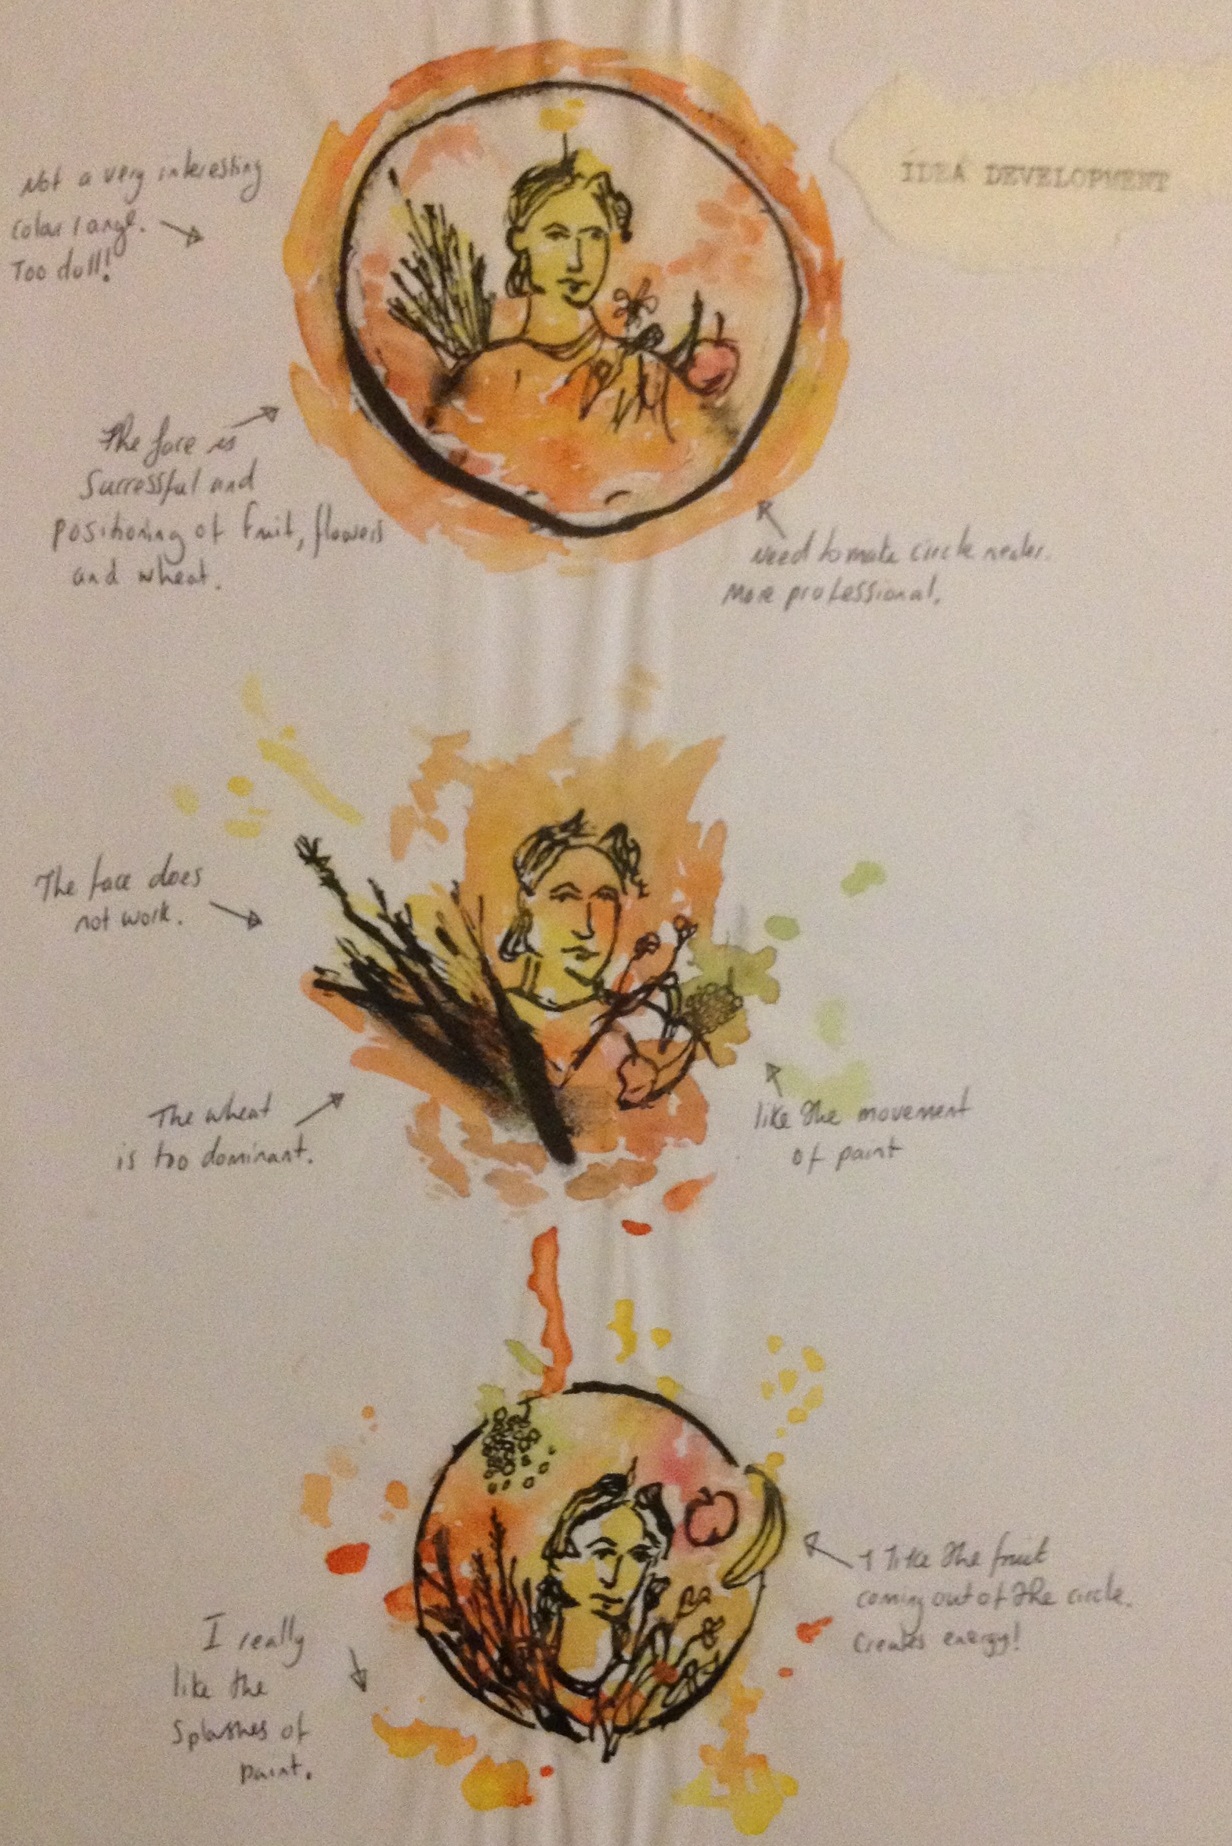 IDEA DEVELOPMENT
Not a very interesting
colour range.
Too dull!
The face is
Successful and
positioning of fruit, flowers
and wheat.
Need to make circle neater.
More professional.
The face does
not work.
The wheat
is too dominant.
like the movement
of paint
I like the fruit
coming out of the circle.
Creates energy!
I really
like the
Splashes of
paint.